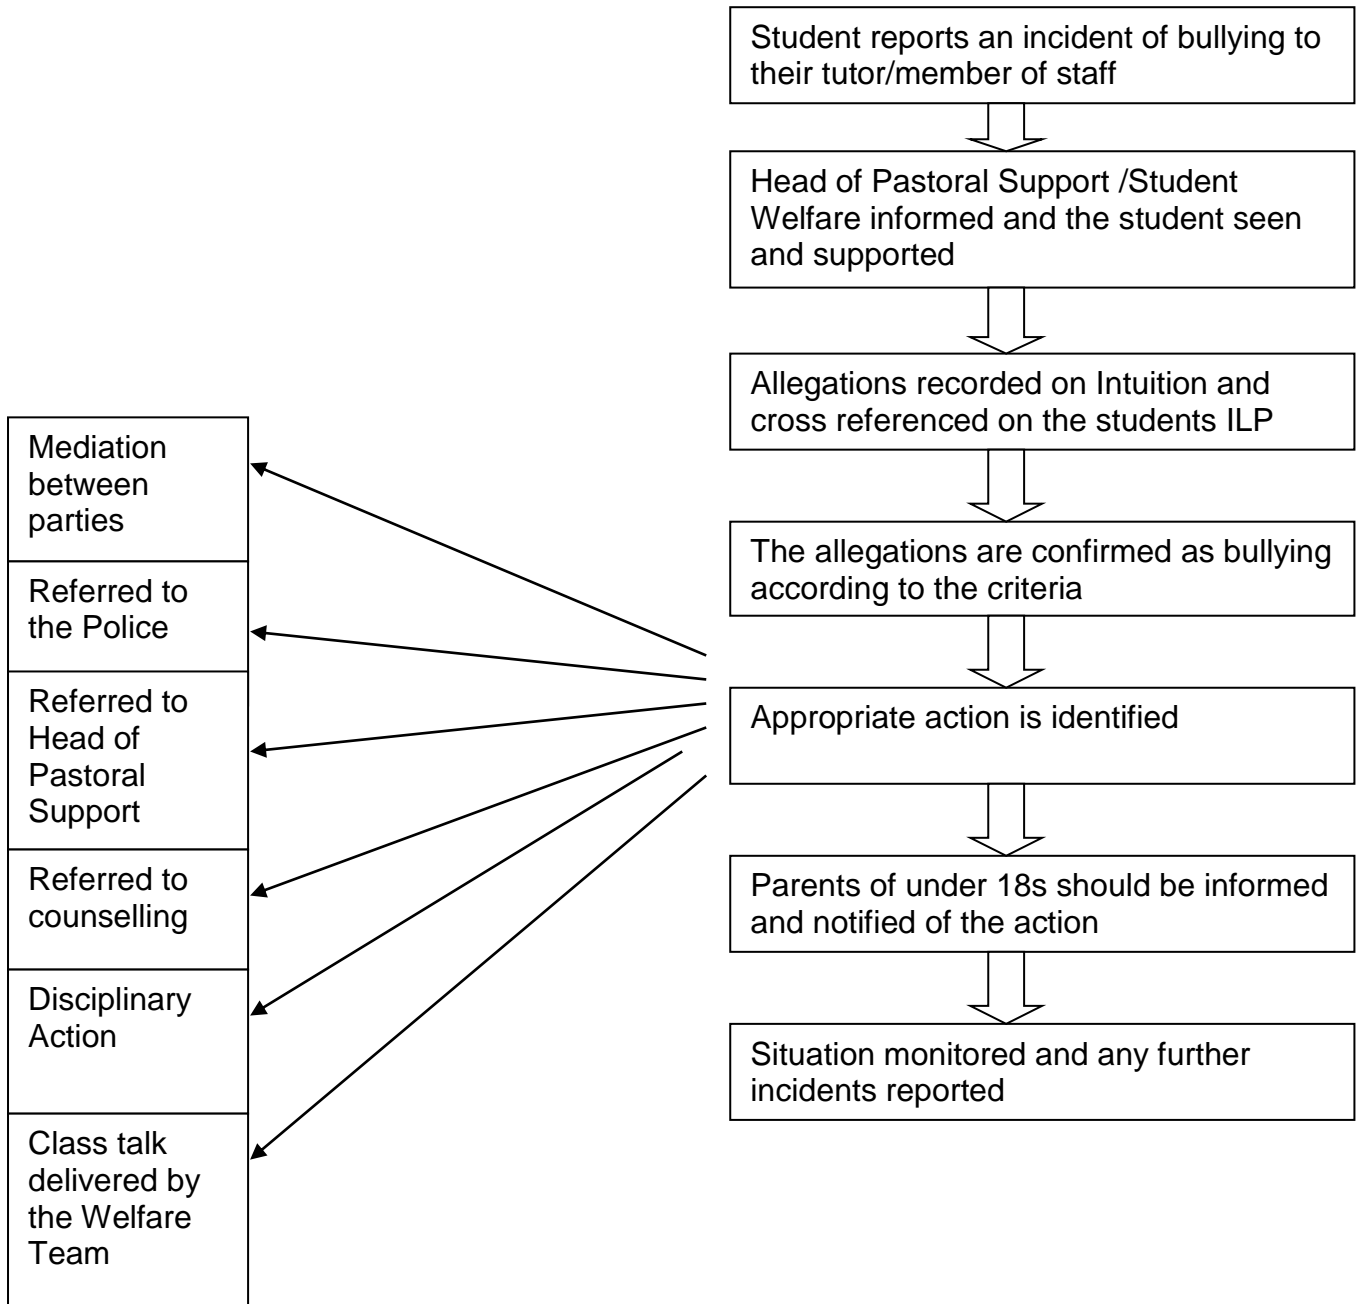 Student reports an incident of bullying to
their tutor/member of staff
Head of Pastoral Support /Student
Welfare informed and the student seen
and supported
Allegations recorded on Intuition and
cross referenced on the students ILP
The allegations are confirmed as bullying
according to the criteria
Appropriate action is identified
Mediation
between
parties
Referred to
the Police
Referred to
Head of
Pastoral
Support
Referred to
counselling
Disciplinary
Action
Class talk
delivered by
the Welfare
Team
Parents of under 18s should be informed
and notified of the action
Situation monitored and any further
incidents reported